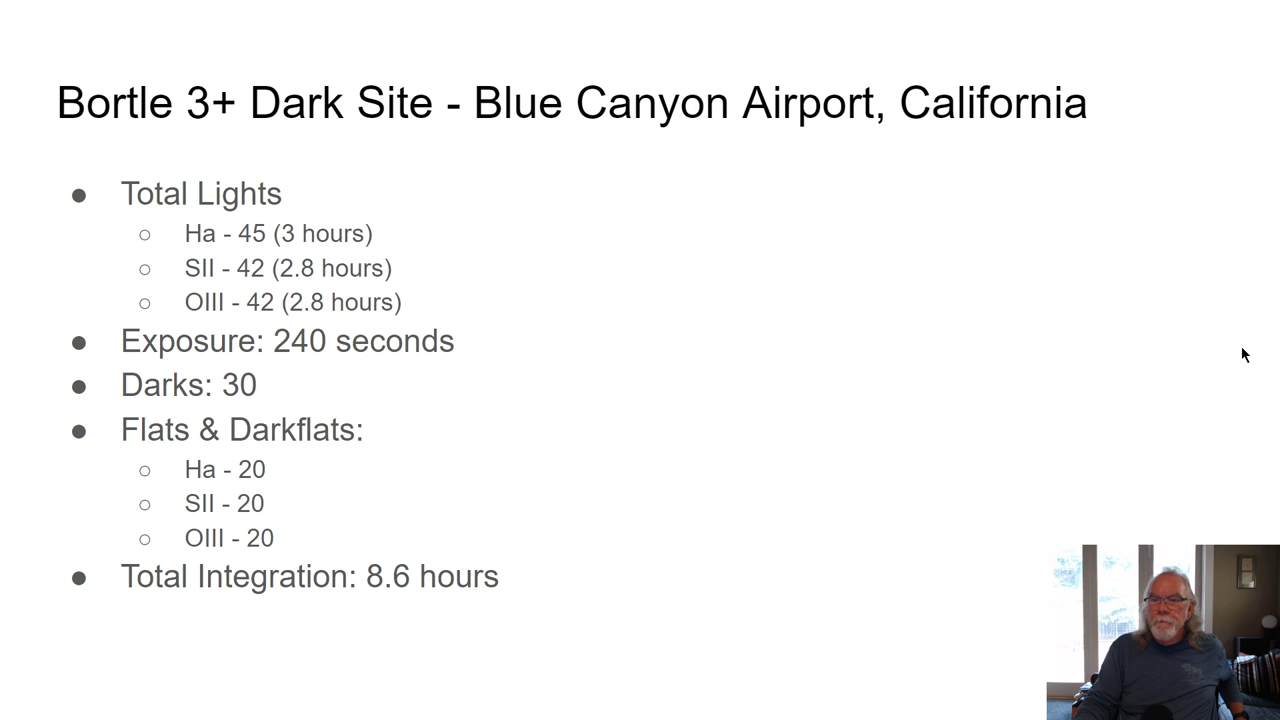 Bortle 3+ Dark Site - Blue Canyon Airport, California
● Total Lights
○ Ha - 45 (3 hours)
○ SII - 42 (2.8 hours)
○ OIII - 42 (2.8 hours)
● Exposure: 240 seconds
● Darks: 30
● Flats & Darkflats:
○ Ha - 20
○ SII - 20
○ OIII - 20
● Total Integration: 8.6 hours